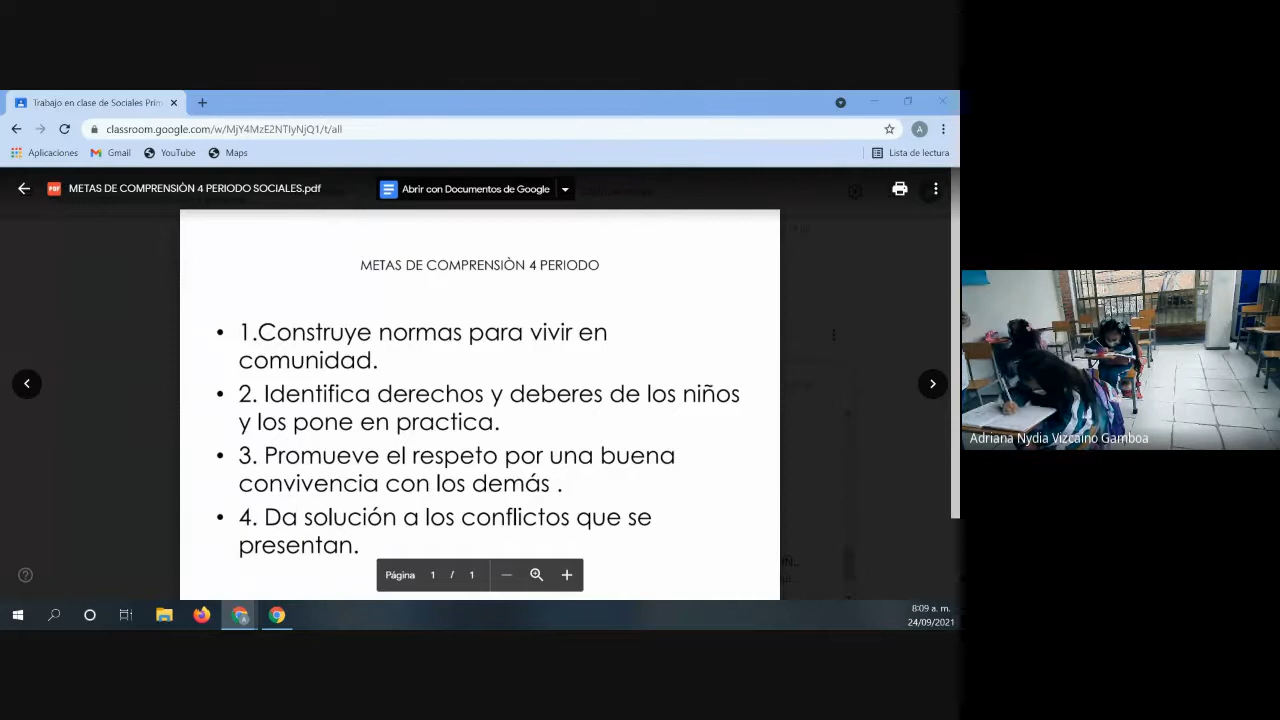 Trabajo en clase de Sociales Prim
classroom.google.com/w/MjY4MzE2NTIyNjQ1/t/all
A
Aplicaciones
Gmail
YouTube
Maps
Lista de lectura
PDF
METAS DE COMPRENSIÒN 4 PERIODO SOCIALES.pdf
Abrir con Documentos de Google
METAS DE COMPRENSIÒN 4 PERIODO
• 1.Construye normas para vivir en
comunidad.
• 2. Identifica derechos y deberes de los niños
y los pone en practica.
• 3. Promueve el respeto por una buena
convivencia con los demás .
• 4. Da solución a los conflictos que se
presentan.
Página 1 / 1
8:09 a. m.
24/09/2021
Adriana Nydia Vizcaino Gamboa